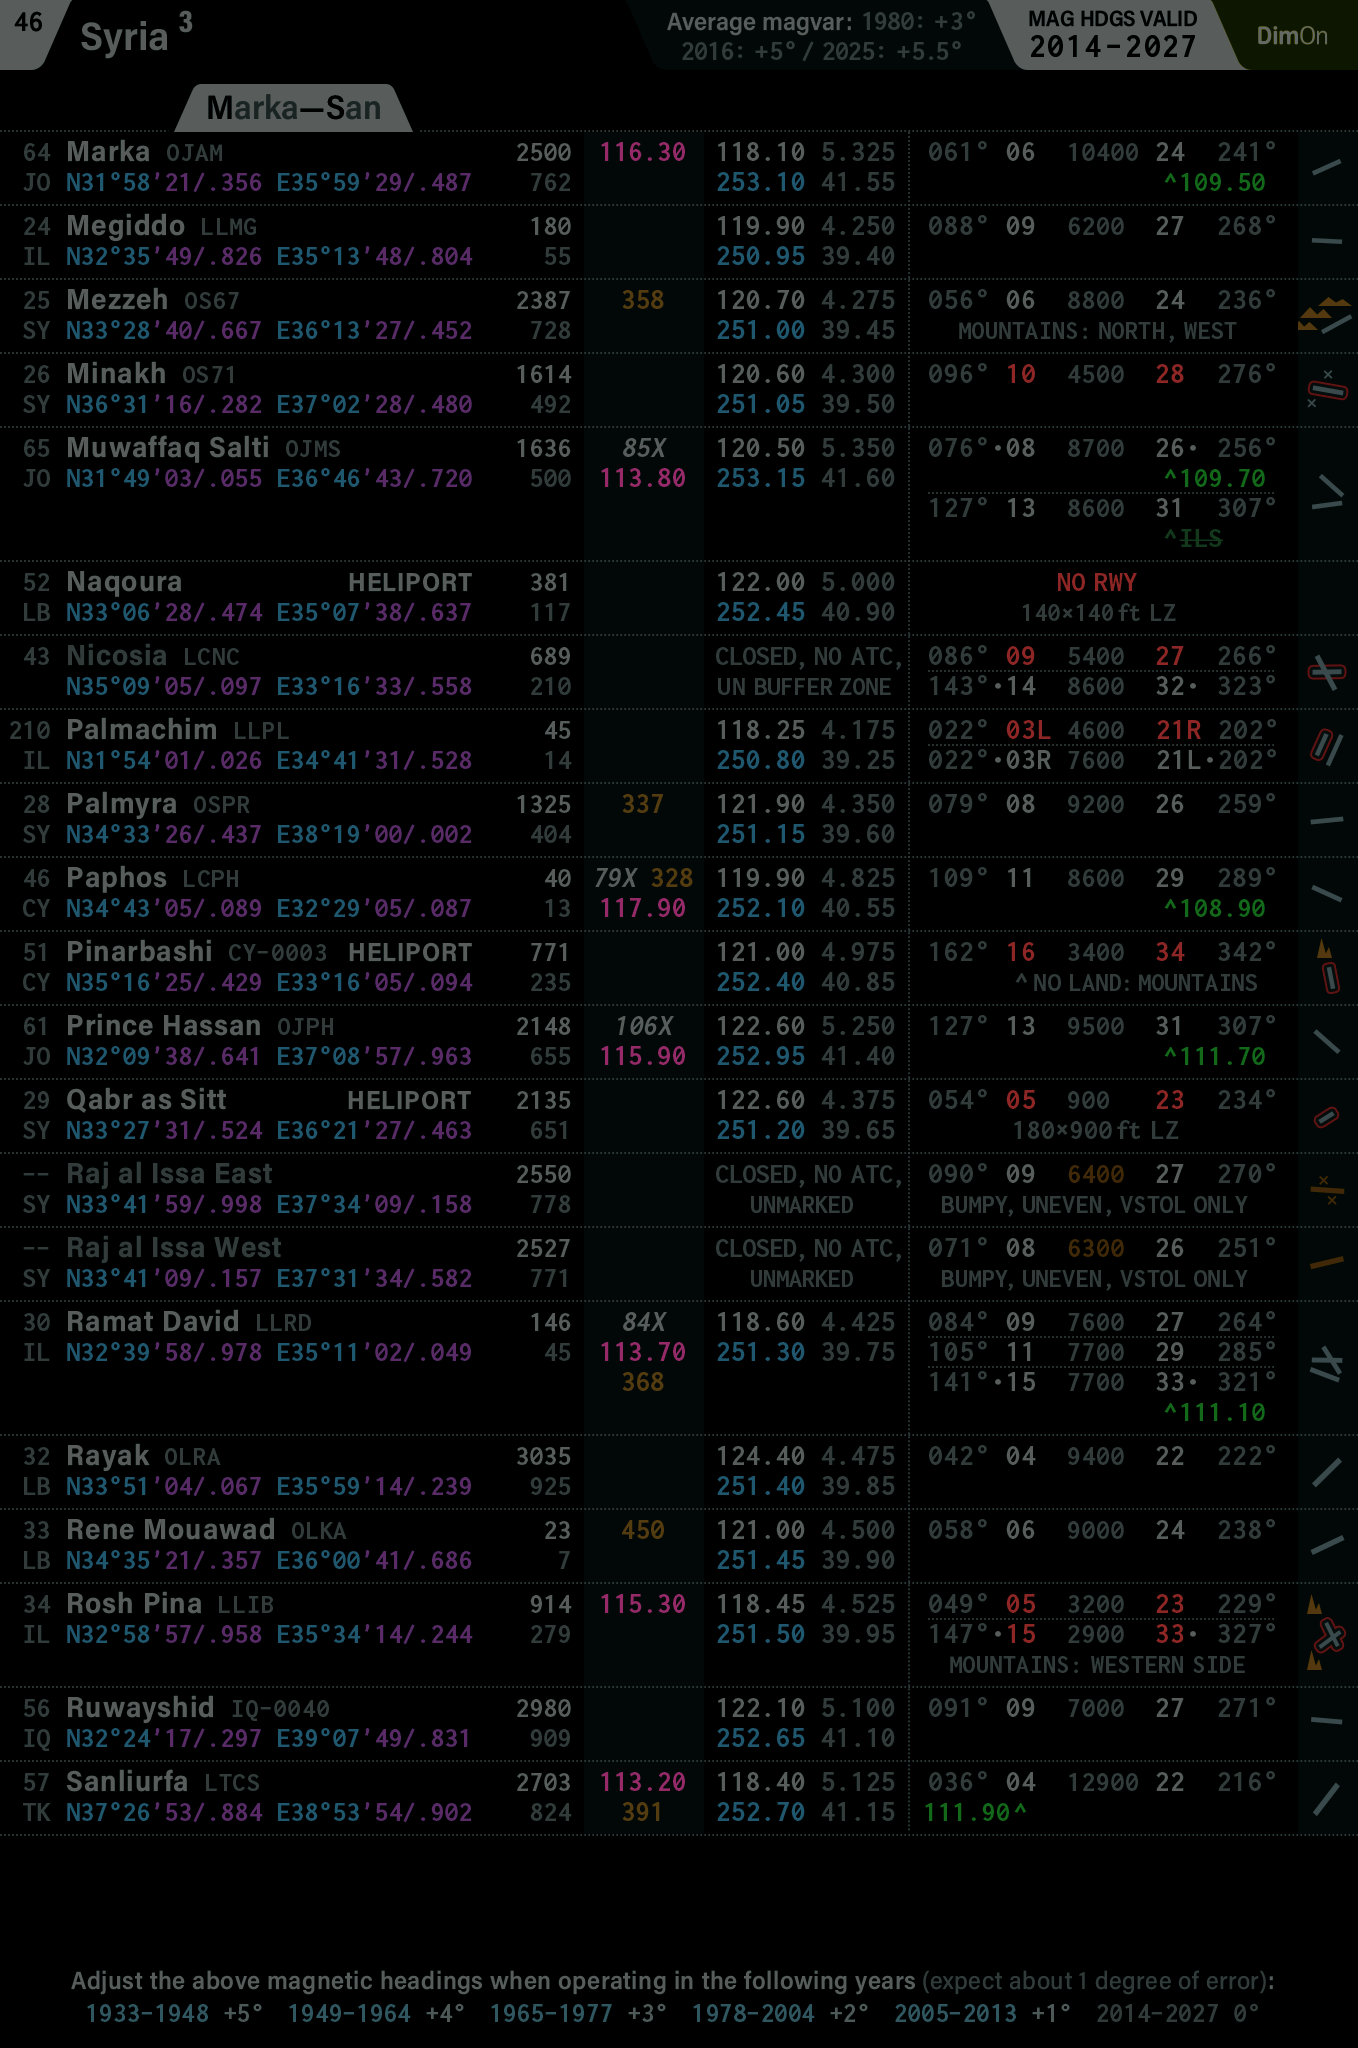 46 Syria 3 Average magvar: 1980: +3° MAG HDGS VALID DimOn
2016: +5° / 2025: +5.5° 2014-2027
Marka—San
64 Marka OJAM 2500 116.30 118.10 5.325 061° 06 10400 24 241°
JO N31°58'21/.356 E35°59'29/.487 762 253.10 41.55 ^109.50
24 Megiddo LLMG 180 119.90 4.250 088° 09 6200 27 268°
IL N32°35'49/.826 E35°13'48/.804 55 250.95 39.40
25 Mezzeh OS67 2387 358 120.70 4.275 056° 06 8800 24 236°
SY N33°28'40/.667 E36°13'27/.452 728 251.00 39.45 MOUNTAINS: NORTH, WEST
26 Minakh OS71 1614 120.60 4.300 096° 10 4500 28 276°
SY N36°31'16/.282 E37°02'28/.480 492 251.05 39.50
65 Muwaffaq Salti OJMS 1636 85X 120.50 5.350 076°·08 8700 26· 256°
JO N31°49'03/.055 E36°46'43/.720 500 113.80 253.15 41.60 ^109.70
127° 13 8600 31 307°
^ILS
52 Naqoura HELIPORT 381 122.00 5.000 NO RWY
LB N33°06'28/.474 E35°07'38/.637 117 252.45 40.90 140×140 ft LZ
43 Nicosia LCNC 689 CLOSED, NO ATC, 086° 09 5400 27 266°
N35°09'05/.097 E33°16'33/.558 210 UN BUFFER ZONE 143°·14 8600 32· 323°
210 Palmachim LLPL 45 118.25 4.175 022° 03L 4600 21R 202°
IL N31°54'01/.026 E34°41'31/.528 14 250.80 39.25 022°·03R 7600 21L·202°
28 Palmyra OSPR 1325 337 121.90 4.350 079° 08 9200 26 259°
SY N34°33'26/.437 E38°19'00/.002 404 251.15 39.60
46 Paphos LCPH 40 79X 328 119.90 4.825 109° 11 8600 29 289°
CY N34°43'05/.089 E32°29'05/.087 13 117.90 252.10 40.55 ^108.90
51 Pinarbashi CY-0003 HELIPORT 771 121.00 4.975 162° 16 3400 34 342°
CY N35°16'25/.429 E33°16'05/.094 235 252.40 40.85 ^NO LAND: MOUNTAINS
61 Prince Hassan OJPH 2148 106X 122.60 5.250 127° 13 9500 31 307°
JO N32°09'38/.641 E37°08'57/.963 655 115.90 252.95 41.40 ^111.70
29 Qabr as Sitt HELIPORT 2135 122.60 4.375 054° 05 900 23 234°
SY N33°27'31/.524 E36°21'27/.463 651 251.20 39.65 180×900 ft LZ
-- Raj al Issa East 2550 CLOSED, NO ATC, 090° 09 6400 27 270°
SY N33°41'59/.998 E37°34'09/.158 778 UNMARKED BUMPY, UNEVEN, VSTOL ONLY
-- Raj al Issa West 2527 CLOSED, NO ATC, 071° 08 6300 26 251°
SY N33°41'09/.157 E37°31'34/.582 771 UNMARKED BUMPY, UNEVEN, VSTOL ONLY
30 Ramat David LLRD 146 84X 118.60 4.425 084° 09 7600 27 264°
IL N32°39'58/.978 E35°11'02/.049 45 113.70 251.30 39.75 105° 11 7700 29 285°
368 141°·15 7700 33· 321°
^111.10
32 Rayak OLRA 3035 124.40 4.475 042° 04 9400 22 222°
LB N33°51'04/.067 E35°59'14/.239 925 251.40 39.85
33 Rene Mouawad OLKA 23 450 121.00 4.500 058° 06 9000 24 238°
LB N34°35'21/.357 E36°00'41/.686 7 251.45 39.90
34 Rosh Pina LLIB 914 115.30 118.45 4.525 049° 05 3200 23 229°
IL N32°58'57/.958 E35°34'14/.244 279 251.50 39.95 147°·15 2900 33· 327°
MOUNTAINS: WESTERN SIDE
56 Ruwayshid IQ-0040 2980 122.10 5.100 091° 09 7000 27 271°
IQ N32°24'17/.297 E39°07'49/.831 909 252.65 41.10
57 Sanliurfa LTCS 2703 113.20 118.40 5.125 036° 04 12900 22 216°
TK N37°26'53/.884 E38°53'54/.902 824 391 252.70 41.15 111.90^
Adjust the above magnetic headings when operating in the following years (expect about 1 degree of error):
1933-1948 +5° 1949-1964 +4° 1965-1977 +3° 1978-2004 +2° 2005-2013 +1° 2014-2027 0°